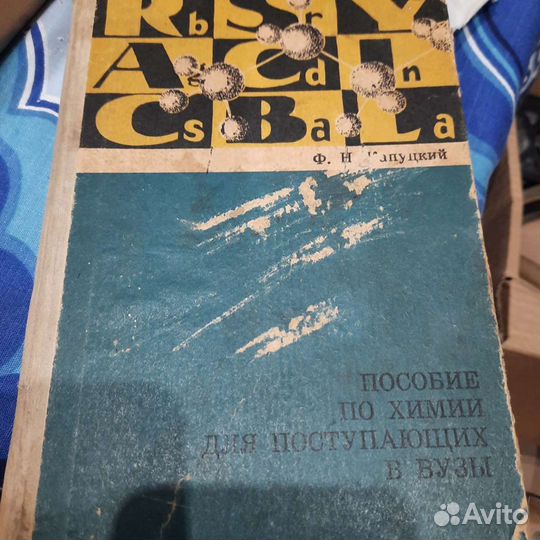 Rb Sr Y
Ag Cd In
Cs Ba La
Ф. Н. Капуцкий
ПОСОБИЕ
ПО ХИМИИ
ДЛЯ ПОСТУПАЮЩИХ
В ВУЗЫ
Avito